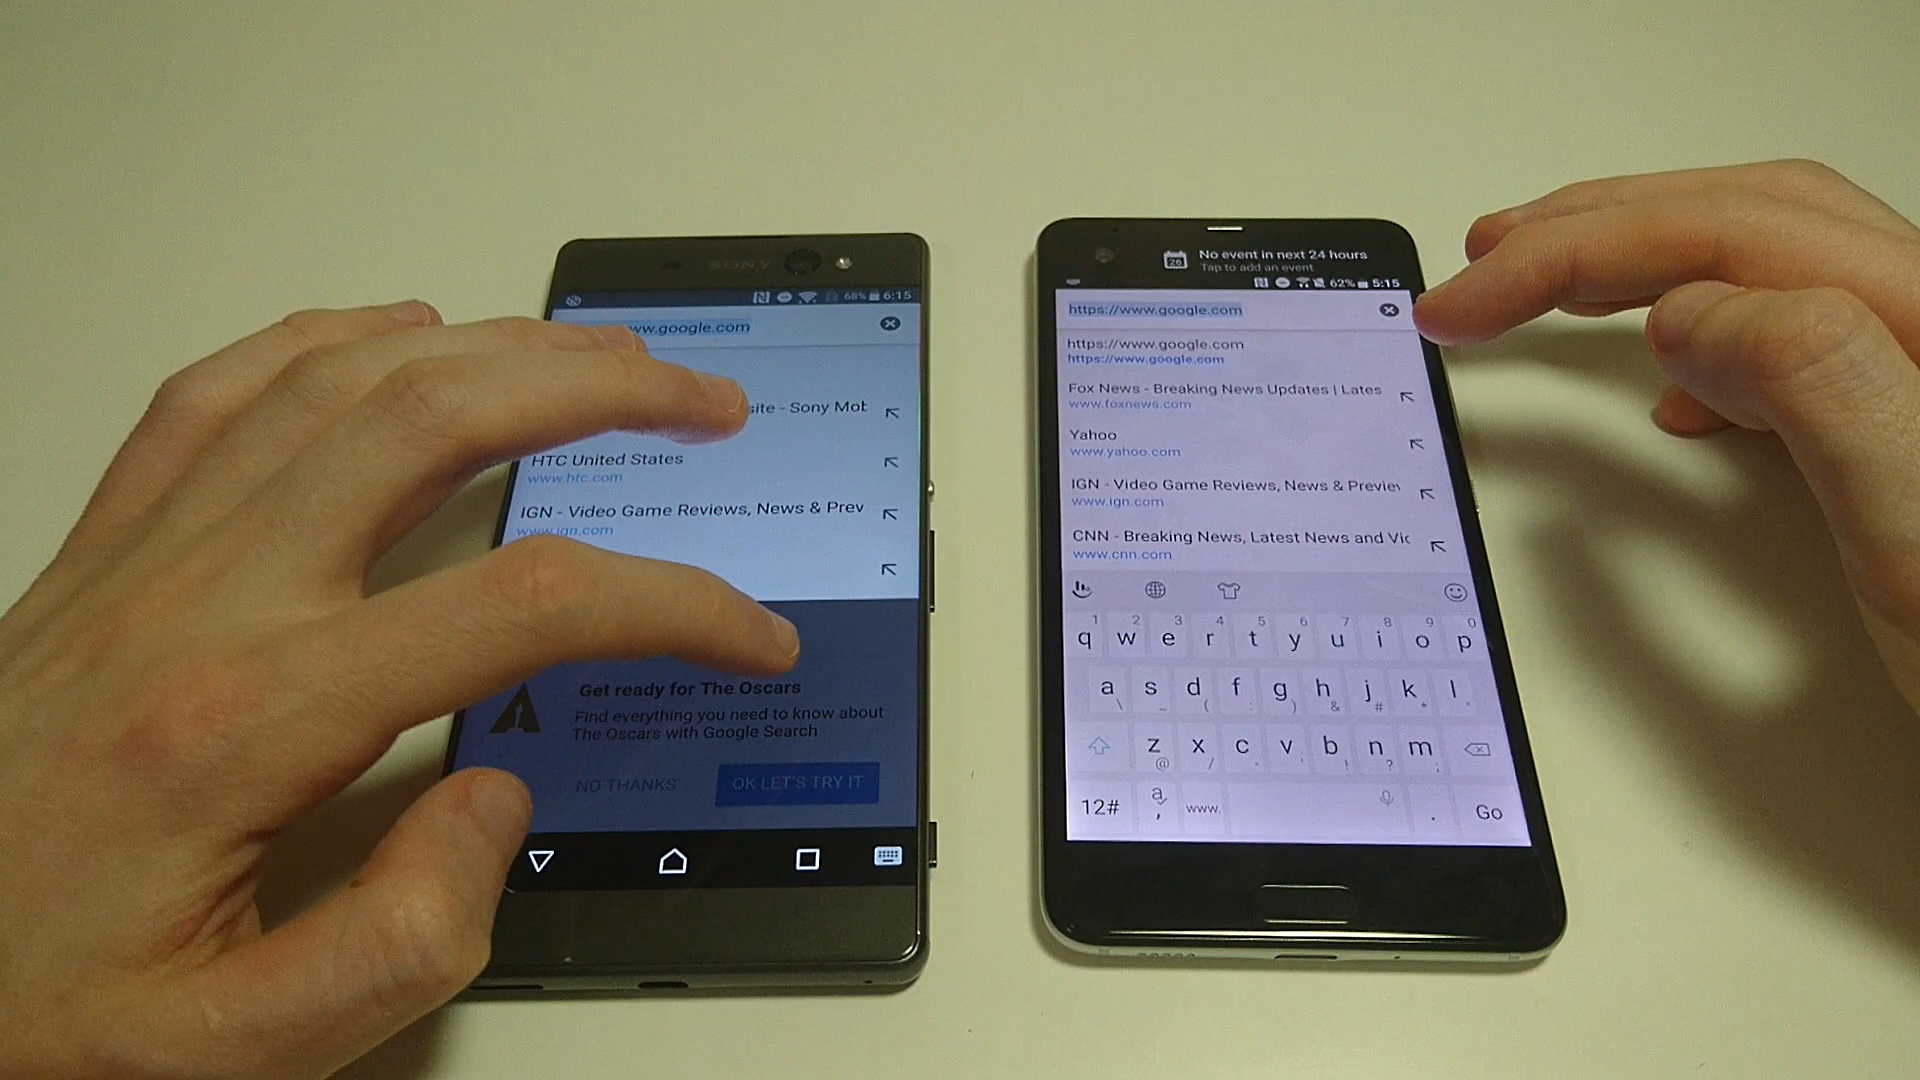 SONY
68% 6:15
ww.google.com
site - Sony Mob
HTC United States
www.htc.com
IGN - Video Game Reviews, News & Prev
www.ign.com
Get ready for The Oscars
Find everything you need to know about
The Oscars with Google Search
NO THANKS OK LET'S TRY IT
26 No event in next 24 hours
Tap to add an event
62% 5:15
https://www.google.com
https://www.google.com
https://www.google.com
Fox News - Breaking News Updates | Lates
www.foxnews.com
Yahoo
www.yahoo.com
IGN - Video Game Reviews, News & Preview
www.ign.com
CNN - Breaking News, Latest News and Vid
www.cnn.com
1 2 3 4 5 6 7 8 9 0
q w e r t y u i o p
a s d f g h j k l
\ _ ( : ) & #
z x c v b n m
@ / ! ? ;
12# a , www. . Go